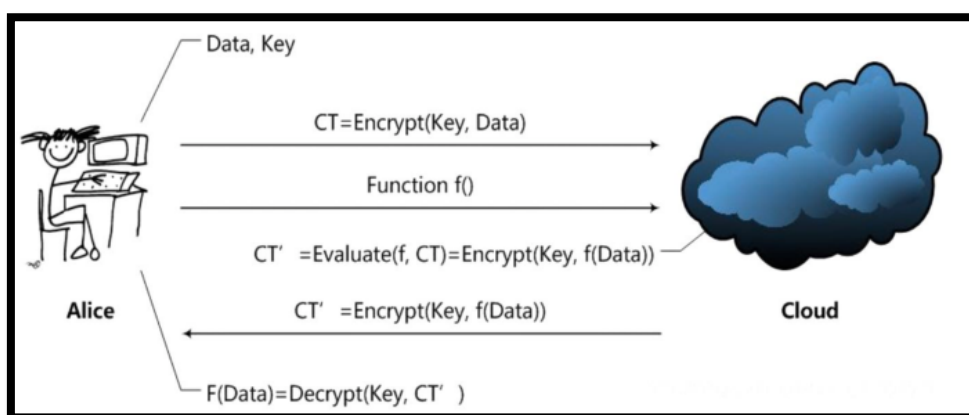 Data, Key
CT=Encrypt(Key, Data)
Function f()
CT′ =Evaluate(f, CT)=Encrypt(Key, f(Data))
Alice
CT′ =Encrypt(Key, f(Data))
Cloud
F(Data)=Decrypt(Key, CT′ )